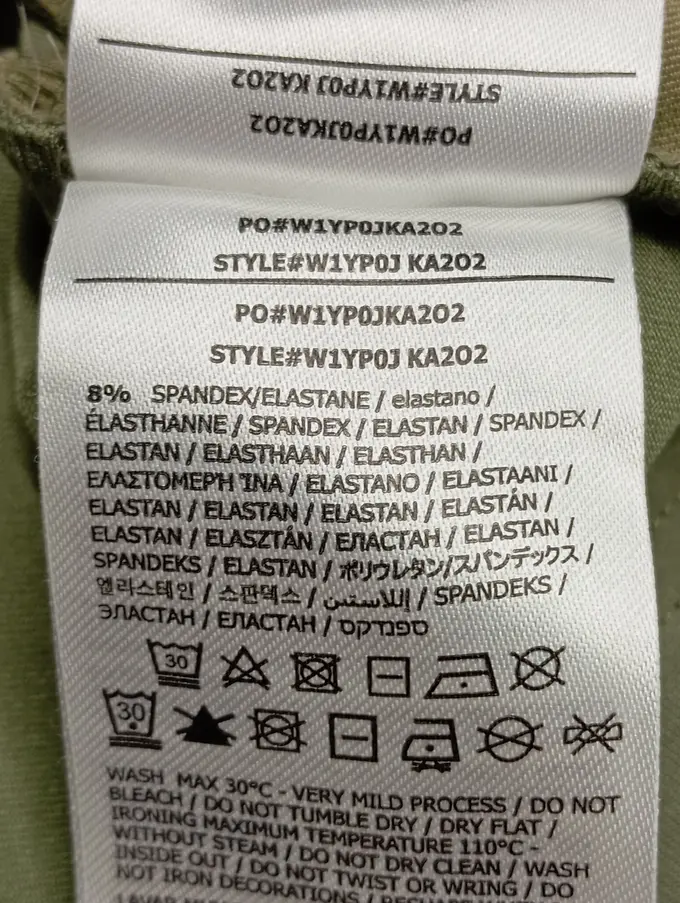 STYLE#W1YP0J KA2O2
PO#W1YP0JKA2O2
PO#W1YP0JKA2O2
STYLE#W1YP0J KA2O2
PO#W1YP0JKA2O2
STYLE#W1YP0J KA2O2
8% SPANDEX/ELASTANE / elastano /
ÉLASTHANNE / SPANDEX / ELASTAN / SPANDEX /
ELASTAN / ELASTHAAN / ELASTHAN /
ΕΛΑΣΤΟΜΕΡΉ ΊΝΑ / ELASTANO / ELASTAANI /
ELASTAN / ELASTAN / ELASTAN / ELASTÁN /
ELASTAN / ELASZTÁN / ЕЛАСТАН / ELASTAN /
SPANDEKS / ELASTAN / ポリウレタン/スパンデックス /
엘라스테인 / 스판덱스 / إللاستين / SPANDEKS /
ЭЛАСТАН / ЕЛАСТАН / ספנדקס
30
30
WASH MAX 30°C - VERY MILD PROCESS / DO NOT
BLEACH / DO NOT TUMBLE DRY / DRY FLAT /
IRONING MAXIMUM TEMPERATURE 110°C -
WITHOUT STEAM / DO NOT DRY CLEAN / WASH
INSIDE OUT / DO NOT TWIST OR WRING / DO
NOT IRON DECORATIONS /